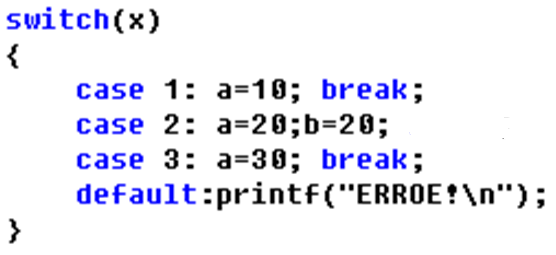 switch(x)
{
case 1: a=10; break;
case 2: a=20;b=20;
case 3: a=30; break;
default:printf("ERROE!\n");
}